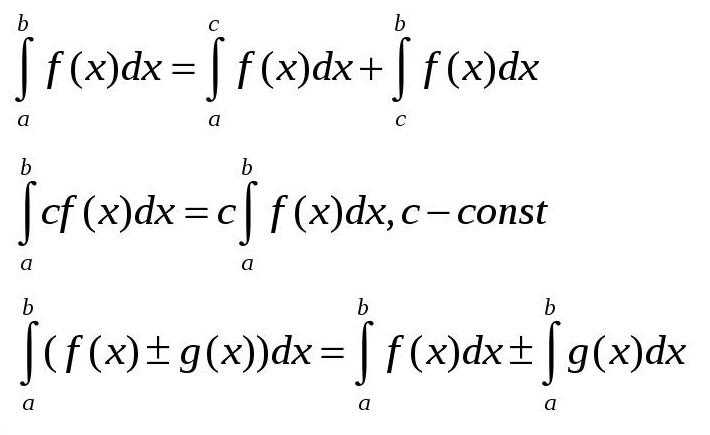 ∫_a^b f(x)dx = ∫_a^c f(x)dx + ∫_c^b f(x)dx
∫_a^b cf(x)dx = c∫_a^b f(x)dx, c − const
∫_a^b (f(x) ± g(x))dx = ∫_a^b f(x)dx ± ∫_a^b g(x)dx